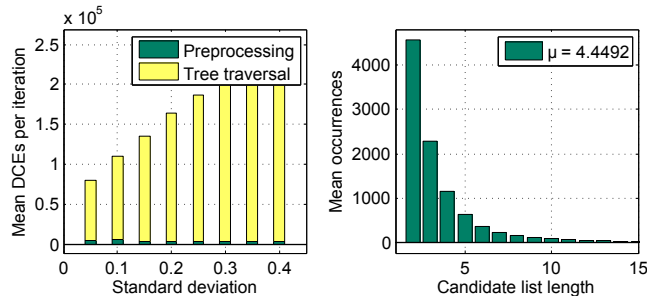 x 10^5
2.5
2
1.5
1
0.5
0
Mean DCEs per iteration
Preprocessing
Tree traversal
0 0.1 0.2 0.3 0.4
Standard deviation
4000
3000
2000
1000
0
Mean occurrences
μ = 4.4492
5 10 15
Candidate list length